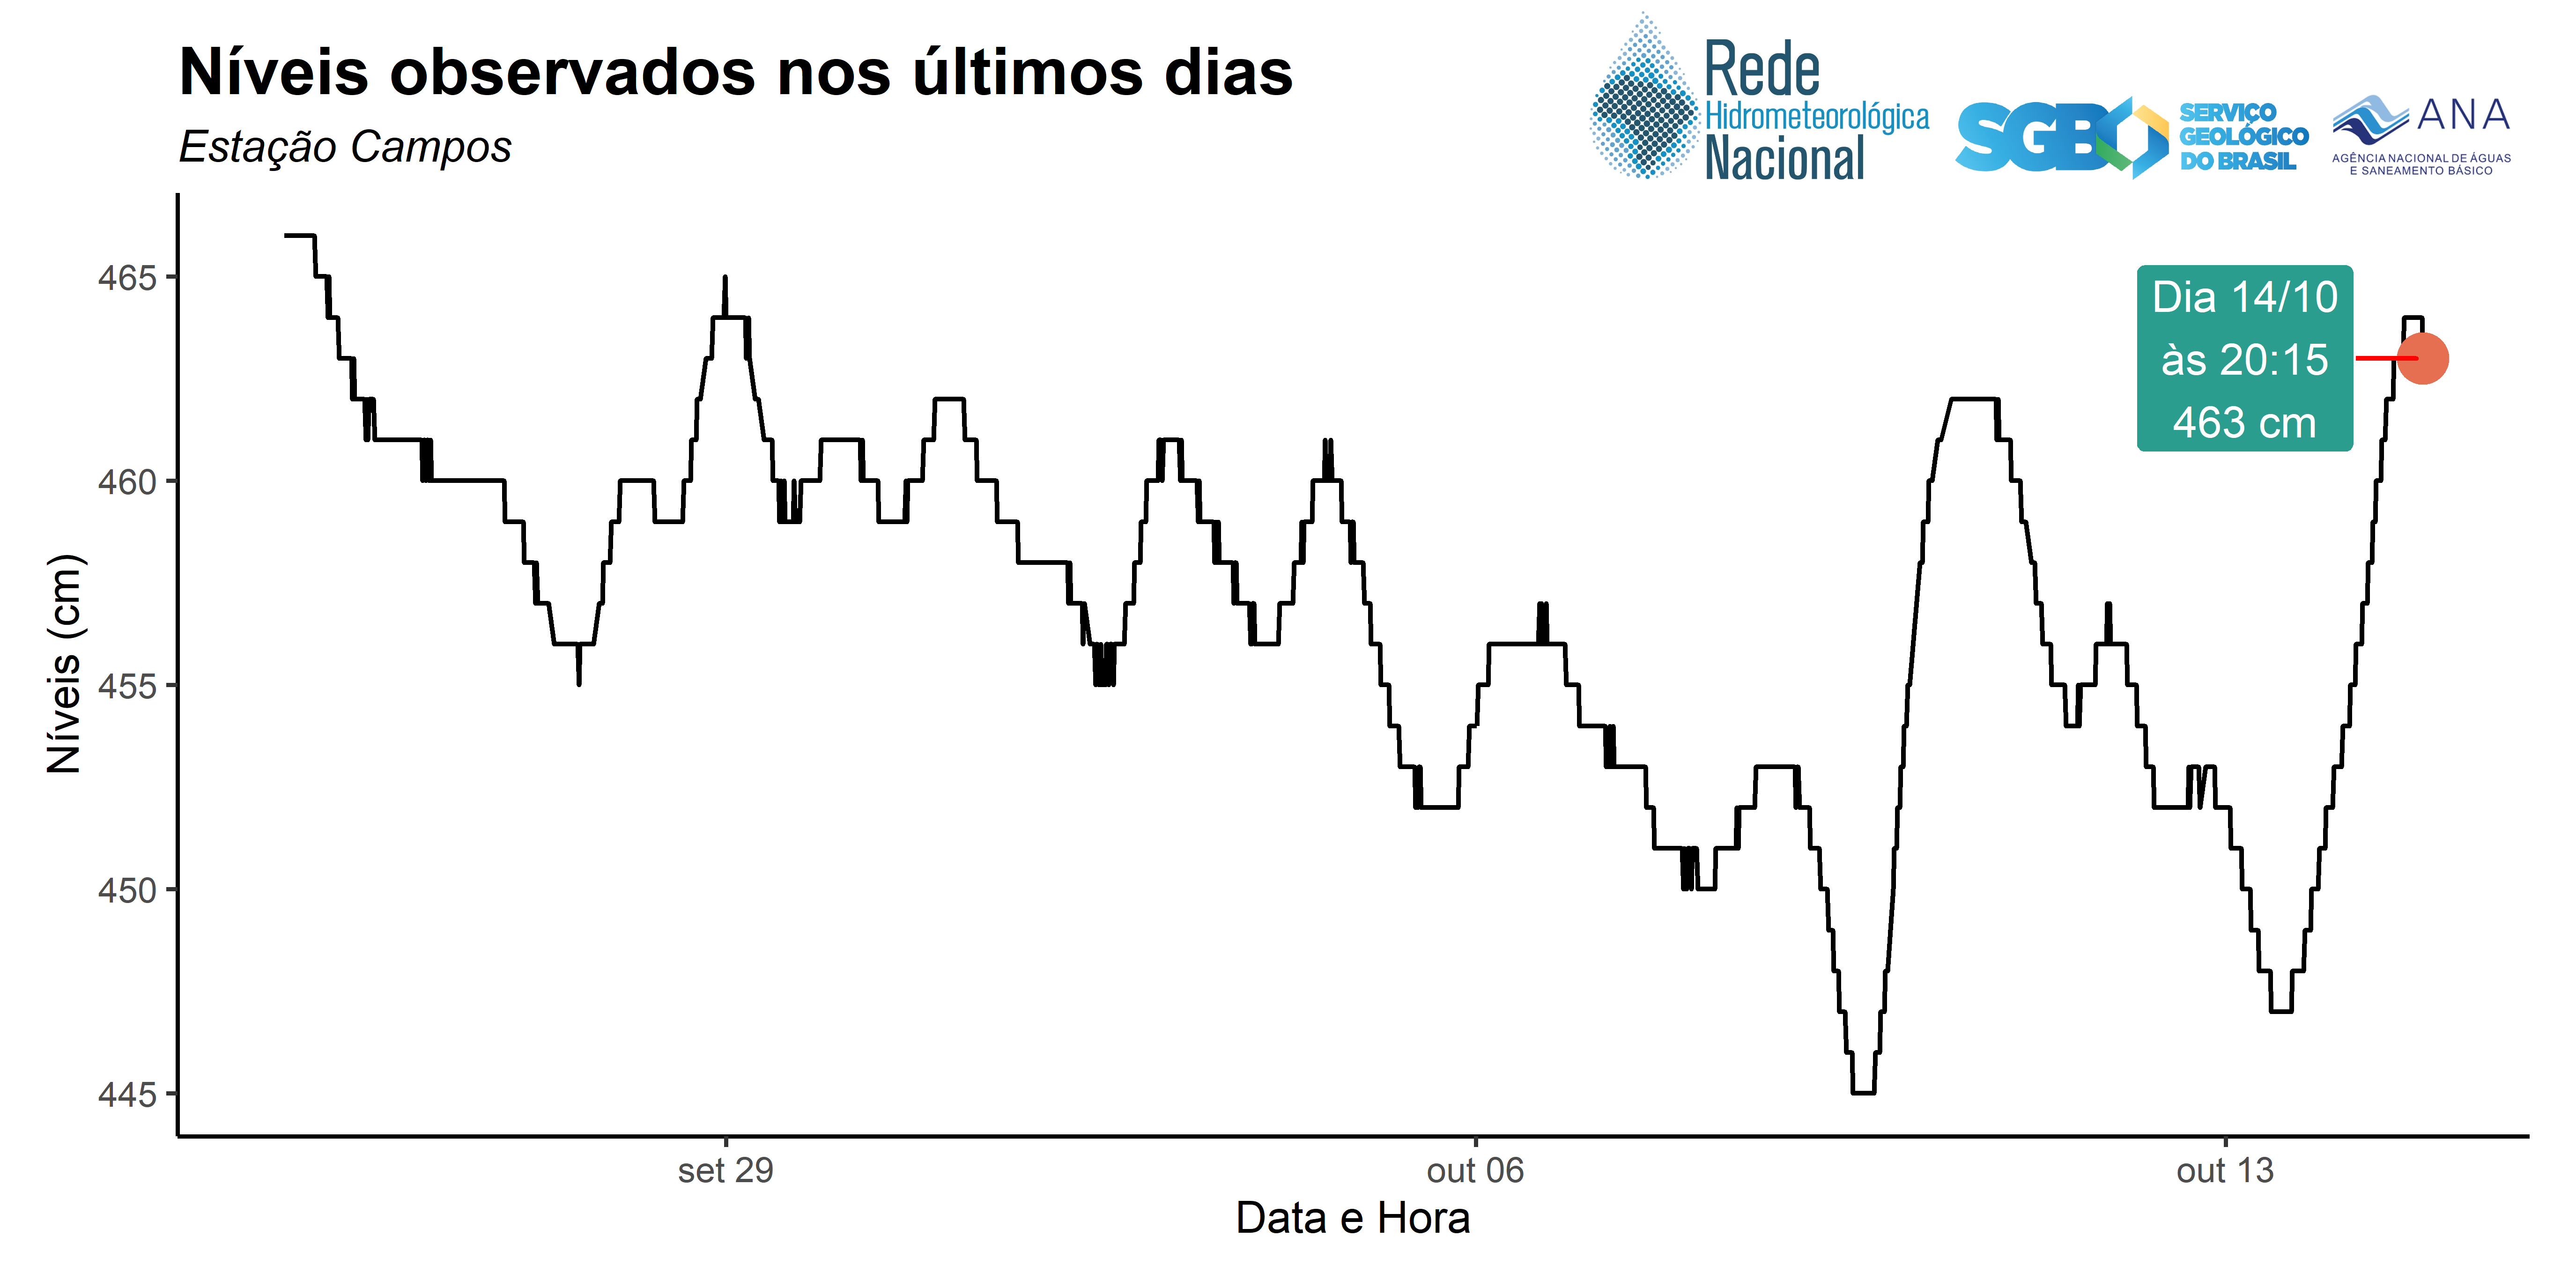 Níveis observados nos últimos dias
Estação Campos
Rede
Hidrometeorológica
Nacional
SGB
SERVIÇO
GEOLÓGICO
DO BRASIL
ANA
AGÊNCIA NACIONAL DE ÁGUAS
E SANEAMENTO BÁSICO
465
460
455
450
445
Níveis (cm)
Dia 14/10
às 20:15
463 cm
set 29
out 06
out 13
Data e Hora